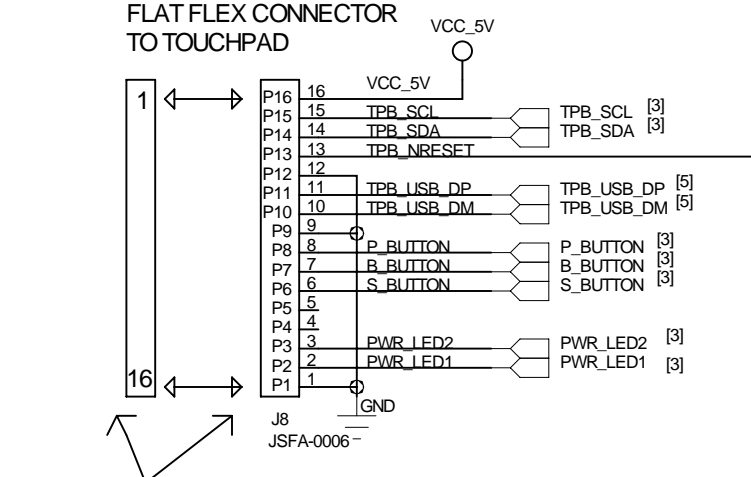 FLAT FLEX CONNECTOR
TO TOUCHPAD
VCC_5V
1
P16 16 VCC_5V
P15 15 TPB_SCL TPB_SCL [3]
P14 14 TPB_SDA TPB_SDA [3]
P13 13 TPB_NRESET
P12 12
P11 11 TPB_USB_DP TPB_USB_DP [5]
P10 10 TPB_USB_DM TPB_USB_DM [5]
P9 9
P8 8 P_BUTTON P_BUTTON [3]
P7 7 B_BUTTON B_BUTTON [3]
P6 6 S_BUTTON S_BUTTON [3]
P5 5
P4 4
P3 3 PWR_LED2 PWR_LED2 [3]
P2 2 PWR_LED1 PWR_LED1 [3]
16 P1 1
GND
J8
JSFA-0006